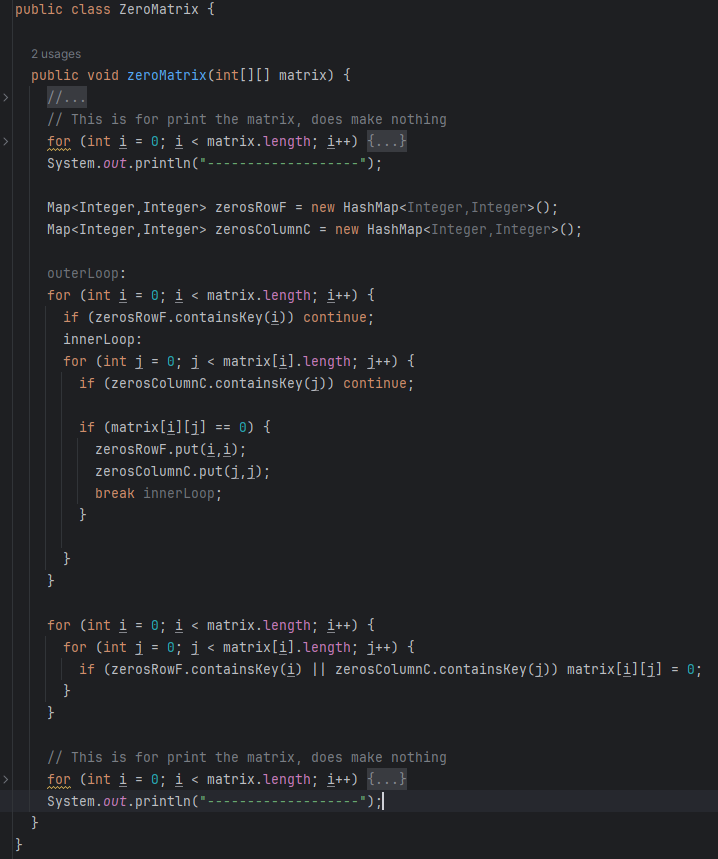 public class ZeroMatrix {
2 usages
public void zeroMatrix(int[][] matrix) {
//...
// This is for print the matrix, does make nothing
for (int i = 0; i < matrix.length; i++) {...}
System.out.println("-------------------");
Map<Integer,Integer> zerosRowF = new HashMap<Integer,Integer>();
Map<Integer,Integer> zerosColumnC = new HashMap<Integer,Integer>();
outerLoop:
for (int i = 0; i < matrix.length; i++) {
if (zerosRowF.containsKey(i)) continue;
innerLoop:
for (int j = 0; j < matrix[i].length; j++) {
if (zerosColumnC.containsKey(j)) continue;
if (matrix[i][j] == 0) {
zerosRowF.put(i,i);
zerosColumnC.put(j,j);
break innerLoop;
}
}
}
for (int i = 0; i < matrix.length; i++) {
for (int j = 0; j < matrix[i].length; j++) {
if (zerosRowF.containsKey(i) || zerosColumnC.containsKey(j)) matrix[i][j] = 0;
}
}
// This is for print the matrix, does make nothing
for (int i = 0; i < matrix.length; i++) {...}
System.out.println("-------------------");
}
}